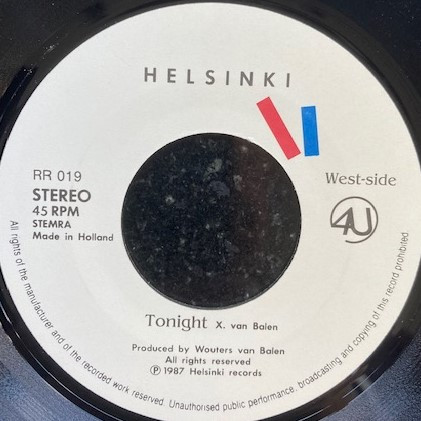 HELSINKI
RR 019
STEREO
45 RPM
STEMRA
Made in Holland
West-side
4U
Tonight X. van Balen
Produced by Wouters van Balen
All rights reserved
Ⓟ 1987 Helsinki records
All rights of the manufacturer and of the recorded work reserved. Unauthorised public performance, broadcasting and copying of this record prohibited